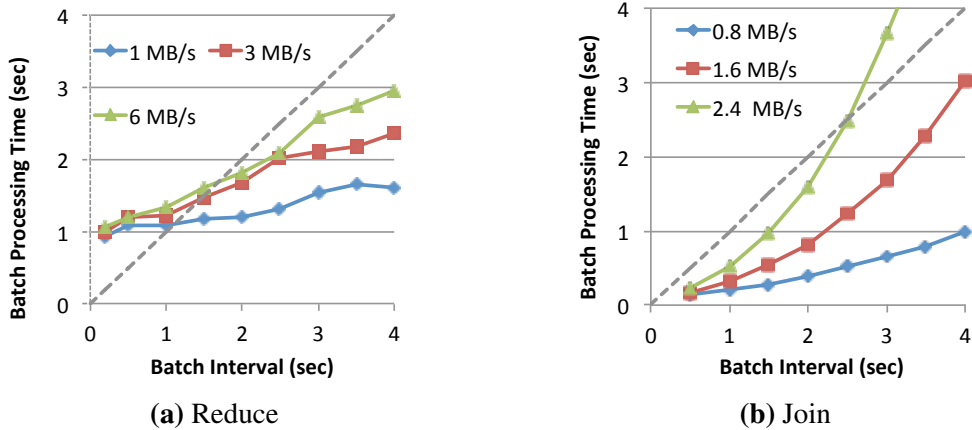 4
3
2
1
0
Batch Processing Time (sec)
1 MB/s
3 MB/s
6 MB/s
0 1 2 3 4
Batch Interval (sec)
(a) Reduce
4
3
2
1
0
Batch Processing Time (sec)
0.8 MB/s
1.6 MB/s
2.4 MB/s
0 1 2 3 4
Batch Interval (sec)
(b) Join